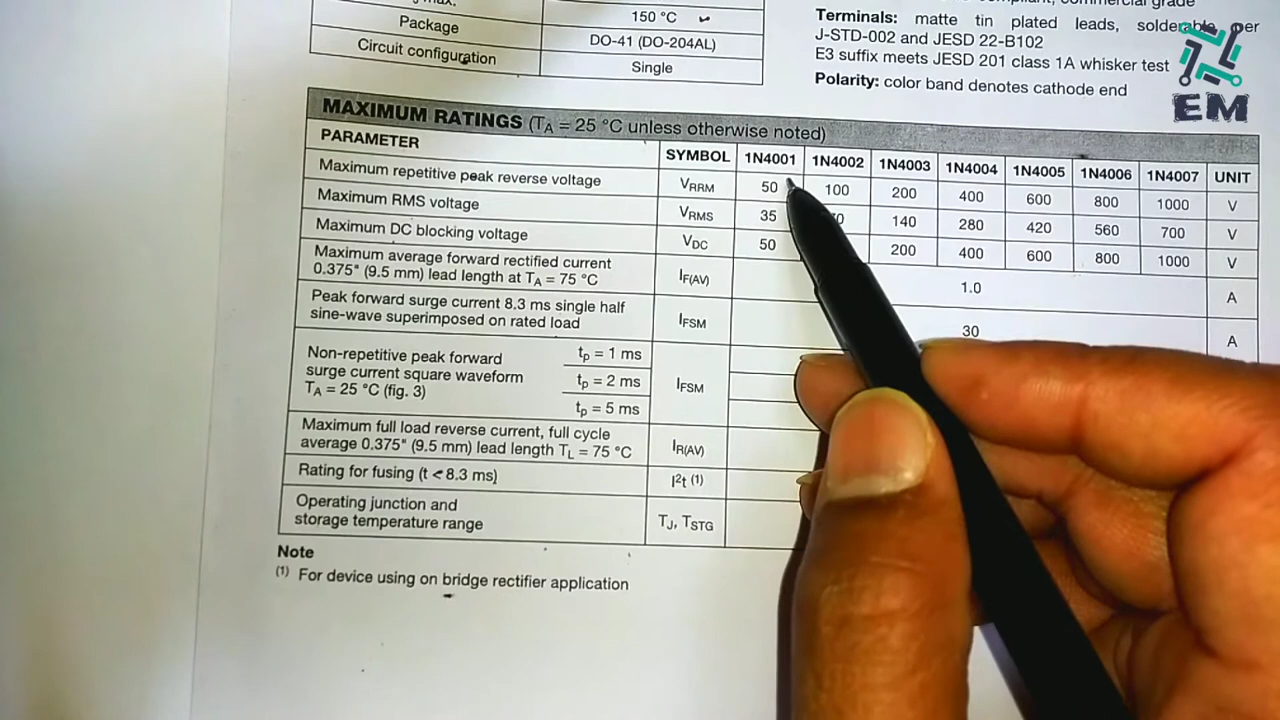 150 °C
Package
DO-41 (DO-204AL)
Circuit configuration
Single
commercial grade
Terminals: matte tin plated leads, solderable per
J-STD-002 and JESD 22-B102
E3 suffix meets JESD 201 class 1A whisker test
Polarity: color band denotes cathode end
EM
MAXIMUM RATINGS (TA = 25 °C unless otherwise noted)
PARAMETER SYMBOL 1N4001 1N4002 1N4003 1N4004 1N4005 1N4006 1N4007 UNIT
Maximum repetitive peak reverse voltage VRRM 50 100 200 400 600 800 1000 V
Maximum RMS voltage VRMS 35 140 280 420 560 700 V
Maximum DC blocking voltage VDC 50 200 400 600 800 1000 V
Maximum average forward rectified current
0.375" (9.5 mm) lead length at TA = 75 °C IF(AV) 1.0 A
Peak forward surge current 8.3 ms single half
sine-wave superimposed on rated load IFSM 30 A
Non-repetitive peak forward
surge current square waveform
TA = 25 °C (fig. 3)
tp = 1 ms
tp = 2 ms
tp = 5 ms
IFSM
Maximum full load reverse current, full cycle
average 0.375" (9.5 mm) lead length TL = 75 °C IR(AV)
Rating for fusing (t < 8.3 ms) I²t (1)
Operating junction and
storage temperature range TJ, TSTG
Note
(1) For device using on bridge rectifier application